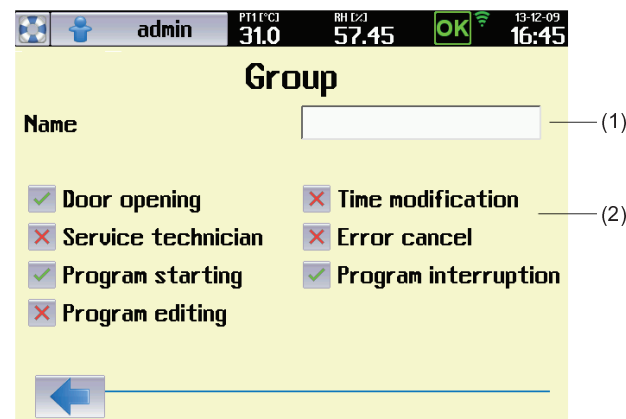 admin PT1 [°C] RH [%] 13-12-09
31.0 57.45 OK 16:45
Group
Name (1)
Door opening Time modification
(2)
Service technician Error cancel
Program starting Program interruption
Program editing